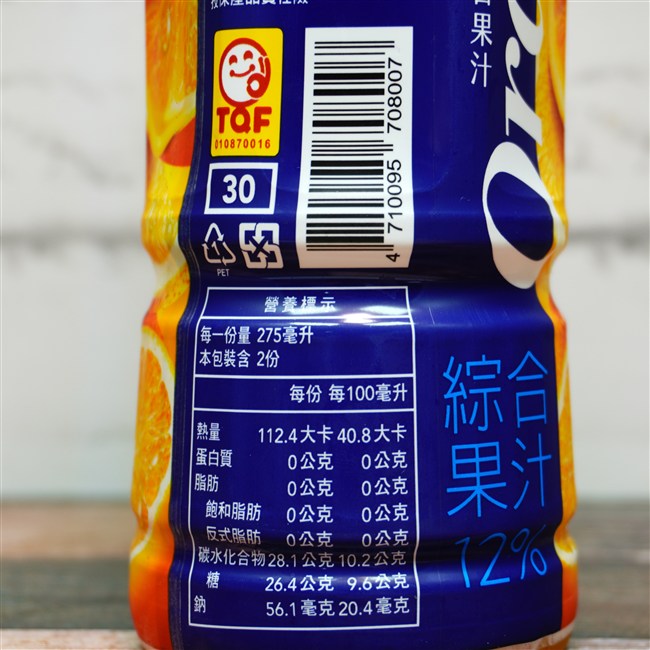 果汁
TQF
010870016
4 710095 708007
Ora
30
1
PET
營養標示
每一份量 275毫升
本包裝含 2份
每份 每100毫升
熱量 112.4大卡 40.8大卡
蛋白質 0公克 0公克
脂肪 0公克 0公克
飽和脂肪 0公克 0公克
反式脂肪 0公克 0公克
碳水化合物 28.1公克 10.2公克
糖 26.4公克 9.6公克
鈉 56.1毫克 20.4毫克
綜合
果汁
12%